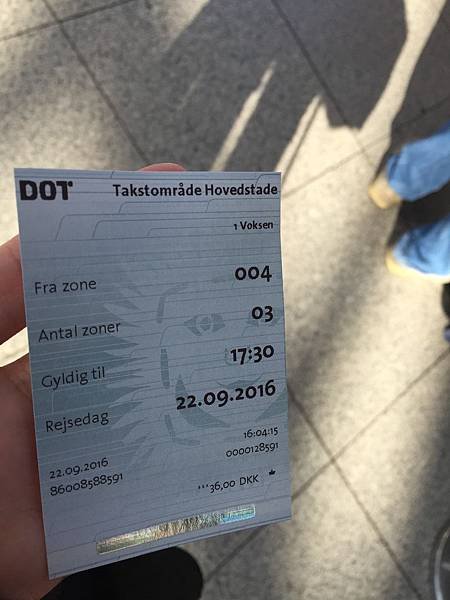 DOT Takstområde Hovedstade
1 Voksen
Fra zone 004
Antal zoner 03
Gyldig til 17:30
Rejsedag 22.09.2016
22.09.2016 16:04:15
86008588591 0000128591
***36,00 DKK